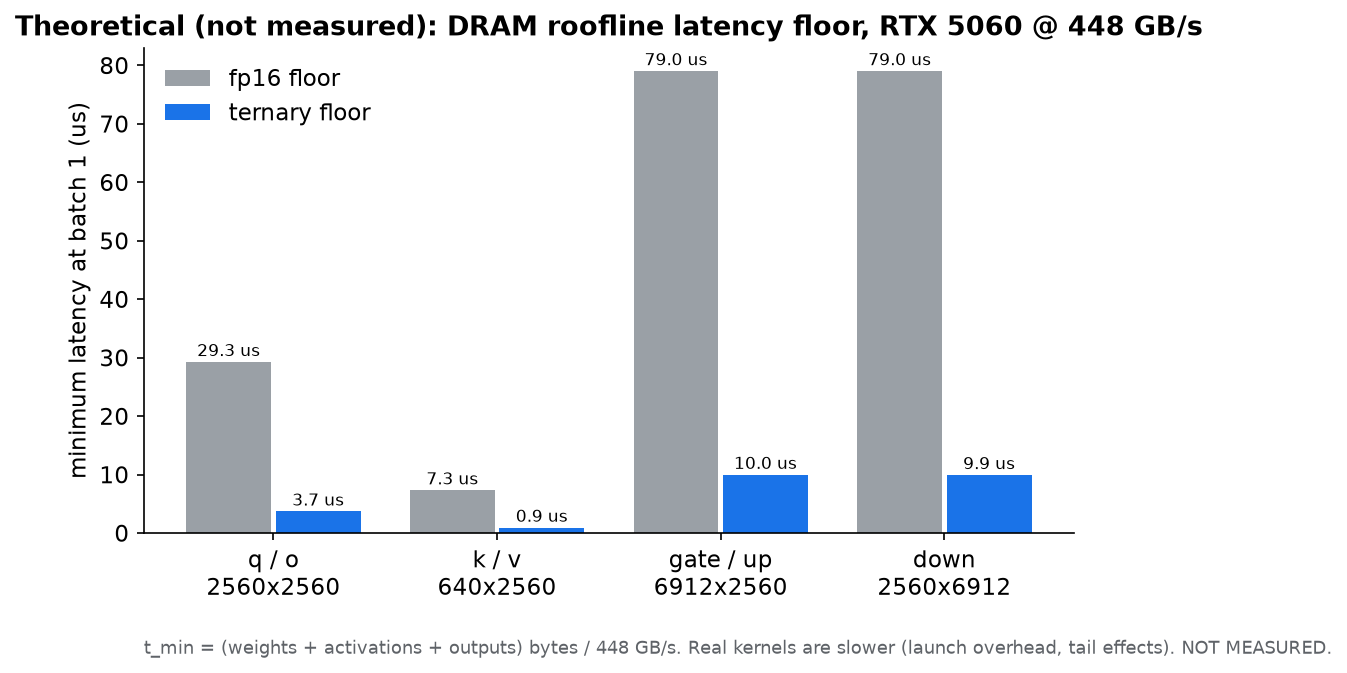 Theoretical (not measured): DRAM roofline latency floor, RTX 5060 @ 448 GB/s
fp16 floor
ternary floor
minimum latency at batch 1 (us)
80
70
60
50
40
30
20
10
0
29.3 us
3.7 us
7.3 us
0.9 us
79.0 us
10.0 us
79.0 us
9.9 us
q / o
2560x2560
k / v
640x2560
gate / up
6912x2560
down
2560x6912
t_min = (weights + activations + outputs) bytes / 448 GB/s. Real kernels are slower (launch overhead, tail effects). NOT MEASURED.